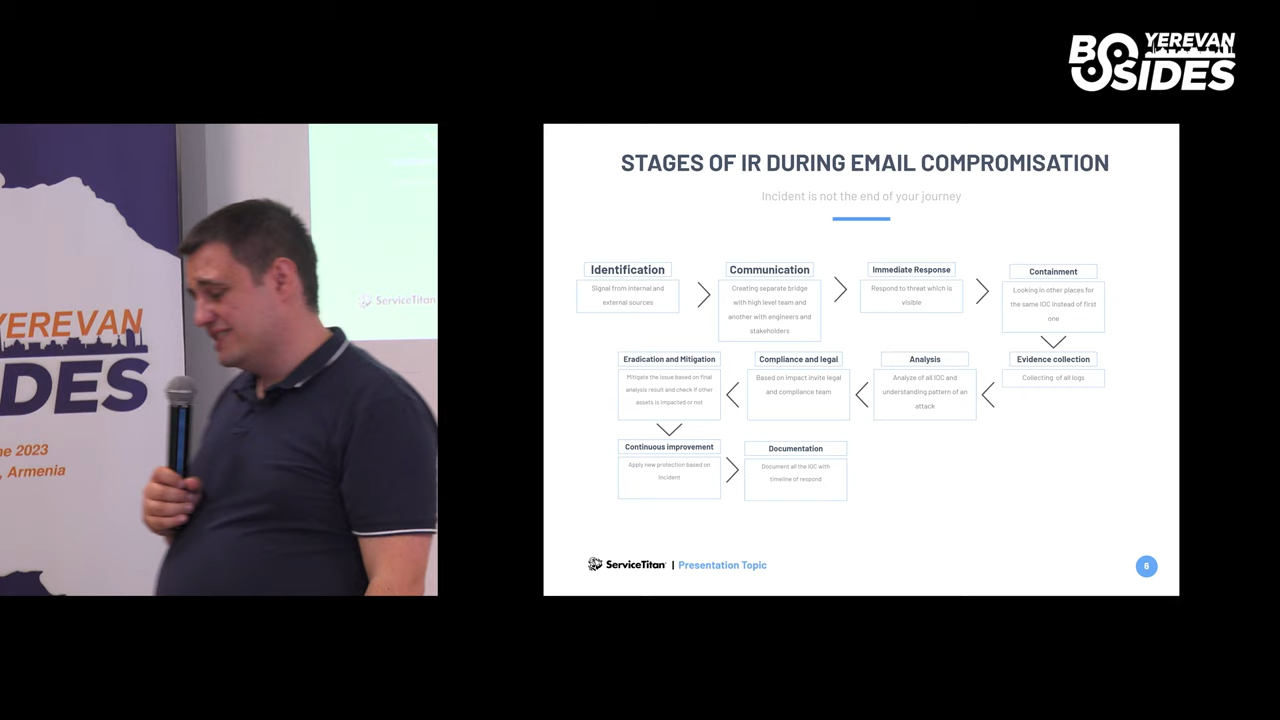 YEREVAN
BSIDES
YEREVAN
SIDES
ne 2023
, Armenia
ServiceTitan
STAGES OF IR DURING EMAIL COMPROMISATION
Incident is not the end of your journey
Identification
Signal from internal and
external sources
Communication
Creating separate bridge
with high level team and
another with engineers and
stakeholders
Immediate Response
Respond to threat which is
visible
Containment
Looking in other places for
the same IOC instead of first
one
Evidence collection
Collecting of all logs
Analysis
Analyze of all IOC and
understanding pattern of an
attack
Compliance and legal
Based on impact invite legal
and compliance team
Eradication and Mitigation
Mitigate the issue based on final
analysis result and check if other
assets is impacted or not
Continuous improvement
Apply new protection based on
incident
Documentation
Document all the IOC with
timeline of respond
ServiceTitan | Presentation Topic
6